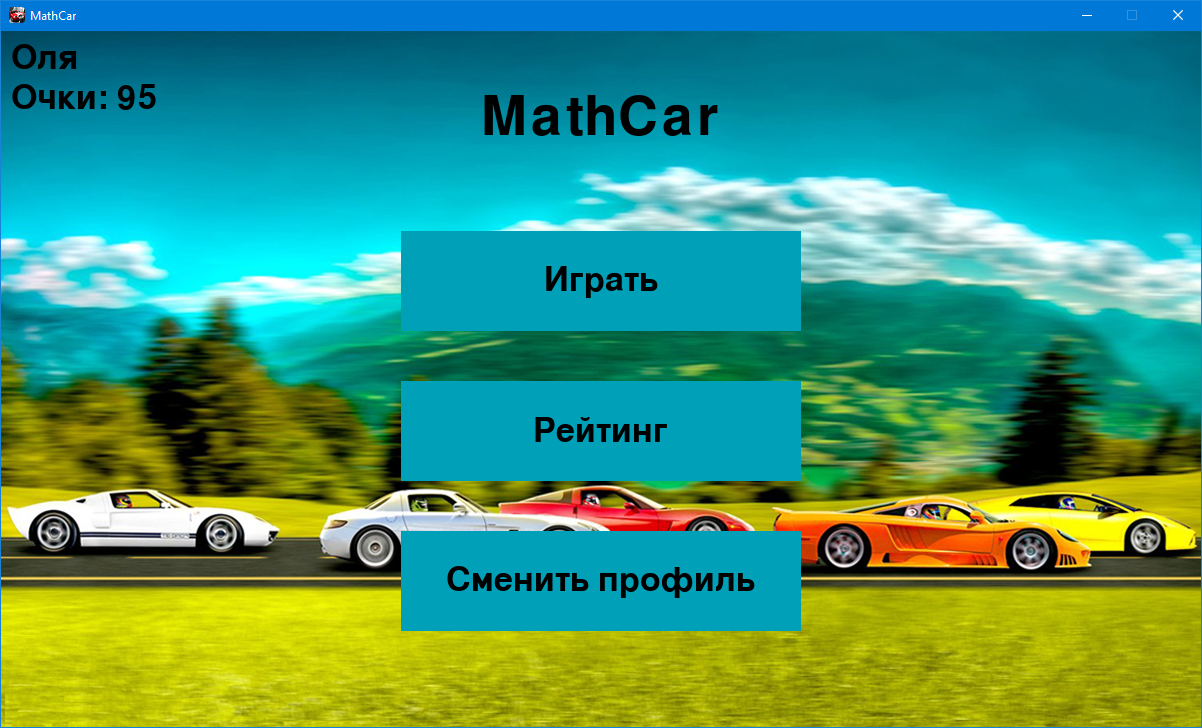 MathCar
Оля
Очки: 95
MathCar
Играть
Рейтинг
Сменить профиль